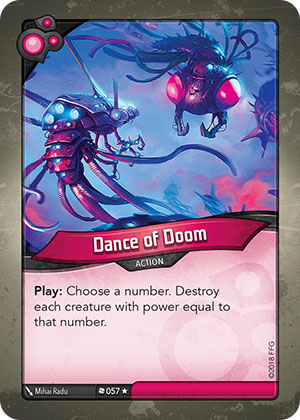 Dance of Doom
ACTION
Play: Choose a number. Destroy
each creature with power equal to
that number.
Mihai Radu
057
©2018 FFG